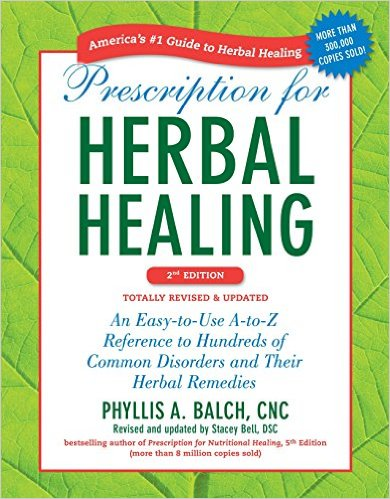 America's #1 Guide to Herbal Healing
MORE THAN
300,000
COPIES SOLD!
Prescription for
HERBAL
HEALING
2nd EDITION
TOTALLY REVISED & UPDATED
An Easy-to-Use A-to-Z
Reference to Hundreds of
Common Disorders and Their
Herbal Remedies
PHYLLIS A. BALCH, CNC
Revised and updated by Stacey Bell, DSC
bestselling author of Prescription for Nutritional Healing, 5th Edition
(more than 8 million copies sold)